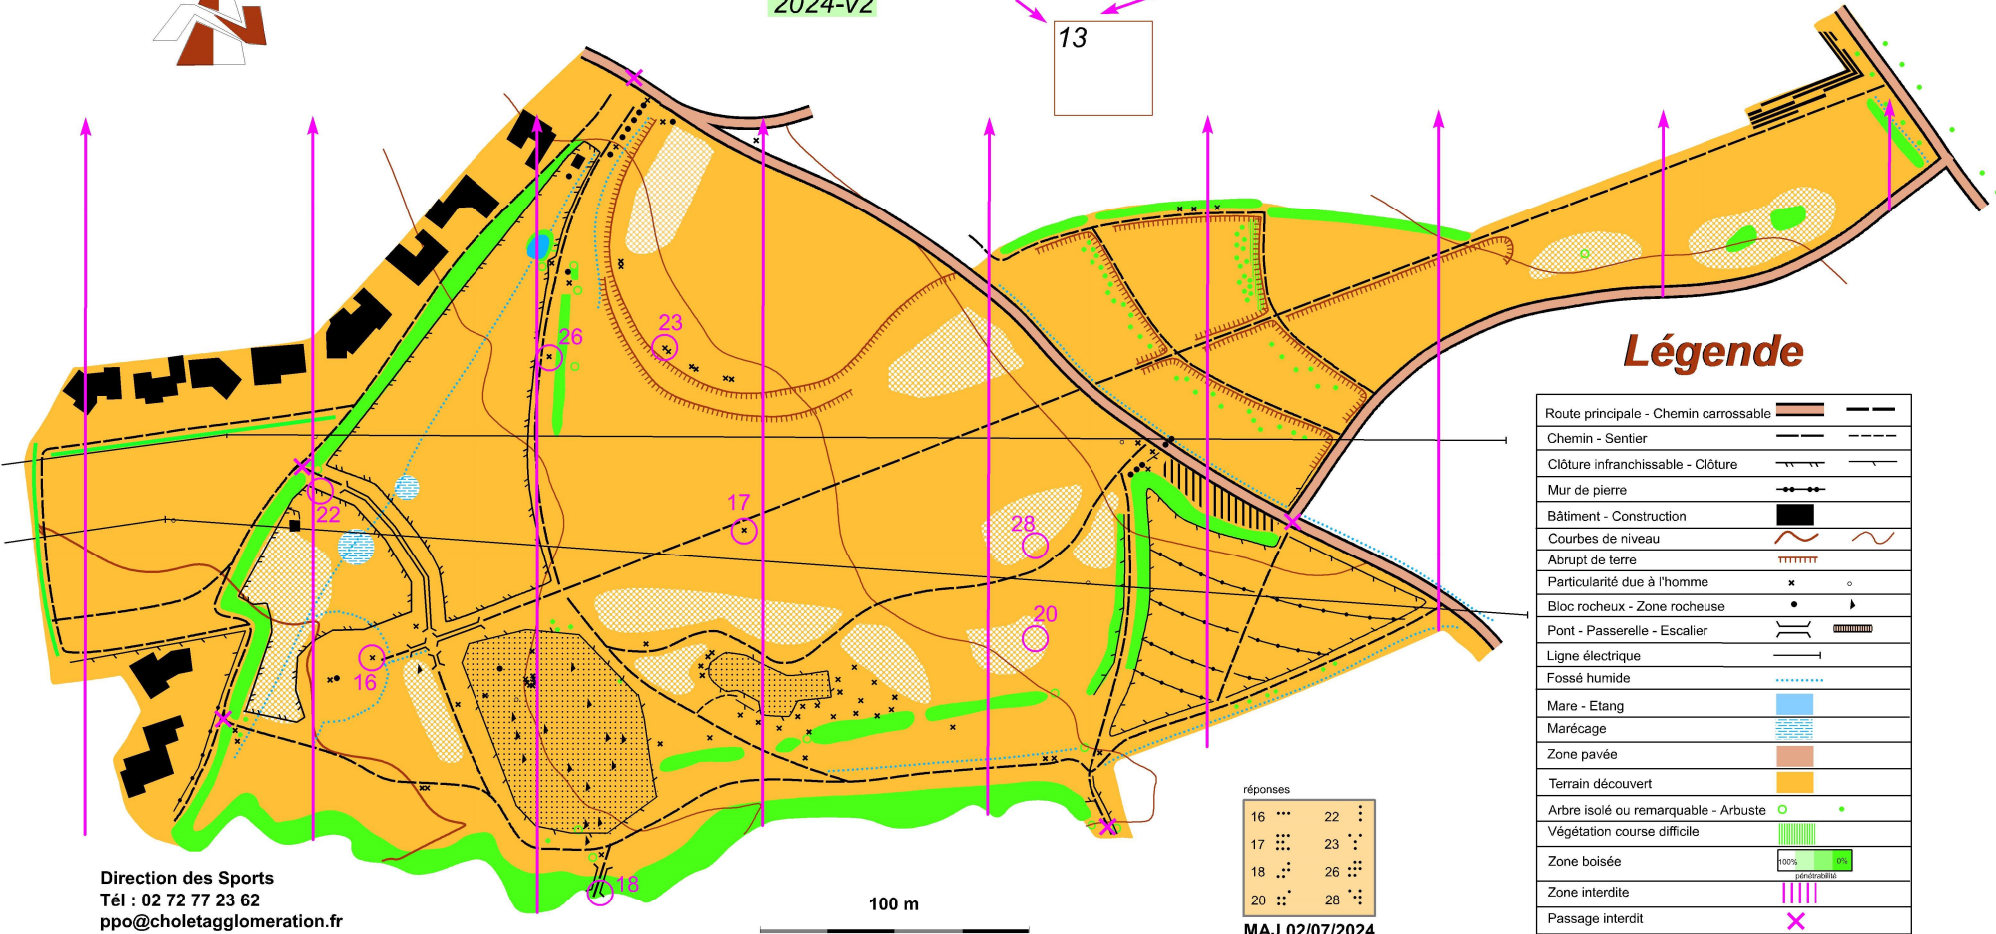 2024-v2
13
23
26
17
22
28
20
16
18
Légende
Route principale - Chemin carrossable
Chemin - Sentier
Clôture infranchissable - Clôture
Mur de pierre
Bâtiment - Construction
Courbes de niveau
Abrupt de terre
Particularité due à l'homme
Bloc rocheux - Zone rocheuse
Pont - Passerelle - Escalier
Ligne électrique
Fossé humide
Mare - Etang
Marécage
Zone pavée
Terrain découvert
Arbre isolé ou remarquable - Arbuste
Végétation course difficile
Zone boisée 100% 0%
pénétrabilité
Zone interdite
Passage interdit
réponses
16 22
17 23
18 26
20 28
MAJ 02/07/2024
100 m
Direction des Sports
Tél : 02 72 77 23 62
ppo@choletagglomeration.fr